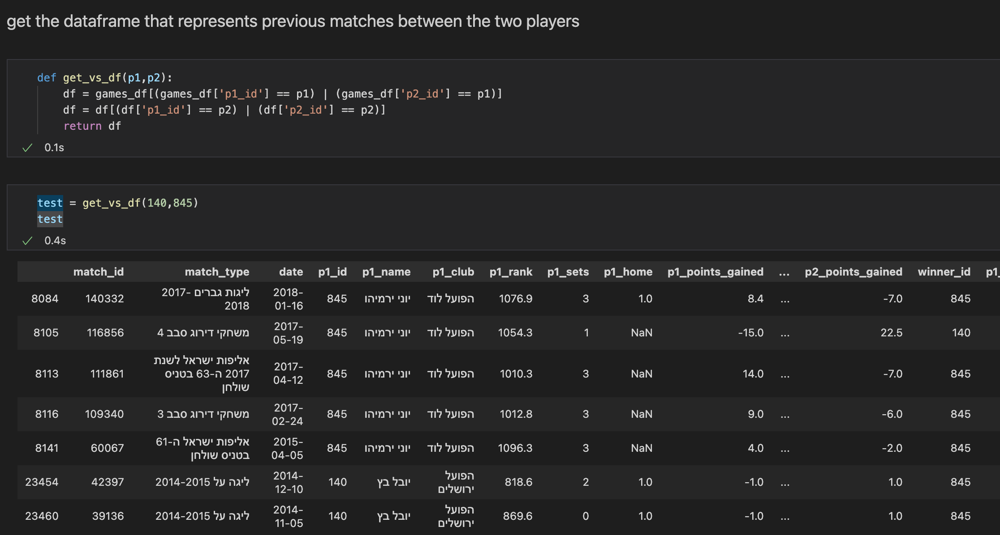 get the dataframe that represents previous matches between the two players
def get_vs_df(p1,p2):
    df = games_df[(games_df['p1_id'] == p1) | (games_df['p2_id'] == p1)]
    df = df[(df['p1_id'] == p2) | (df['p2_id'] == p2)]
    return df
✓ 0.1s
test = get_vs_df(140,845)
test
✓ 0.4s
match_id match_type date p1_id p1_name p1_club p1_rank p1_sets p1_home p1_points_gained ... p2_points_gained winner_id p1_
8084 140332 ליגות גברים 2017- 2018 2018-01-16 845 יוני ירמיהו הפועל לוד 1076.9 3 1.0 8.4 ... -7.0 845
8105 116856 משחקי דירוג סבב 4 2017-05-19 845 יוני ירמיהו הפועל לוד 1054.3 1 NaN -15.0 ... 22.5 140
8113 111861 אליפות ישראל לשנת 2017 ה-63 בטניס שולחן 2017-04-12 845 יוני ירמיהו הפועל לוד 1010.3 3 NaN 14.0 ... -7.0 845
8116 109340 משחקי דירוג סבב 3 2017-02-24 845 יוני ירמיהו הפועל לוד 1012.8 3 NaN 9.0 ... -6.0 845
8141 60067 אליפות ישראל ה-61 בטניס שולחן 2015-04-05 845 יוני ירמיהו הפועל לוד 1096.3 3 NaN 4.0 ... -2.0 845
23454 42397 ליגה על 2014-2015 2014-12-10 140 יובל בץ הפועל ירושלים 818.6 2 1.0 -1.0 ... 1.0 845
23460 39136 ליגה על 2014-2015 2014-11-05 140 יובל בץ הפועל ירושלים 869.6 0 1.0 -1.0 ... 1.0 845